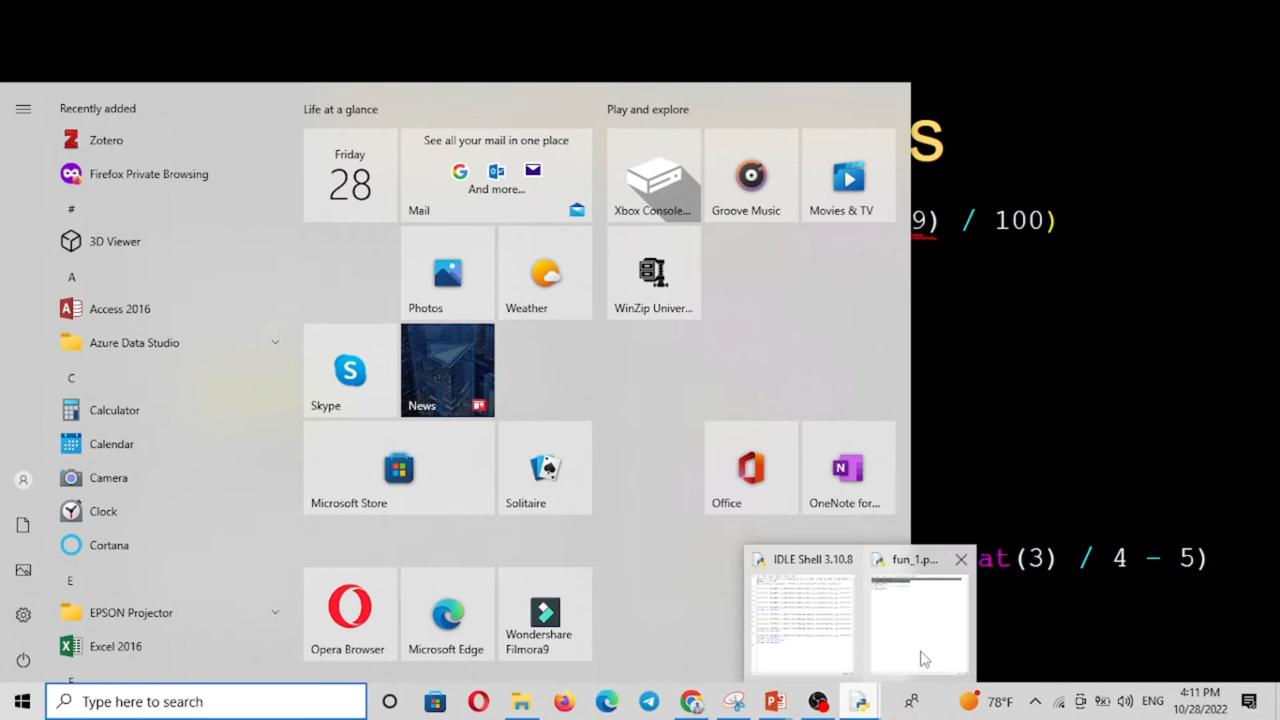 S
9) / 100)
at(3) / 4 - 5)
Recently added
Zotero
Firefox Private Browsing
#
3D Viewer
A
Access 2016
Azure Data Studio
C
Calculator
Calendar
Camera
Clock
Cortana
E
EPSON Projector
Excel 2016
Life at a glance
Friday
28
See all your mail in one place
And more...
Mail
Photos
Weather
Skype
News
Microsoft Store
Solitaire
Opera Browser
Microsoft Edge
Wondershare
Filmora9
Play and explore
Xbox Console...
Groove Music
Movies & TV
WinZip Univer...
Office
OneNote for...
IDLE Shell 3.10.8
fun_1.p...
Type here to search
78°F
ENG
4:11 PM
10/28/2022